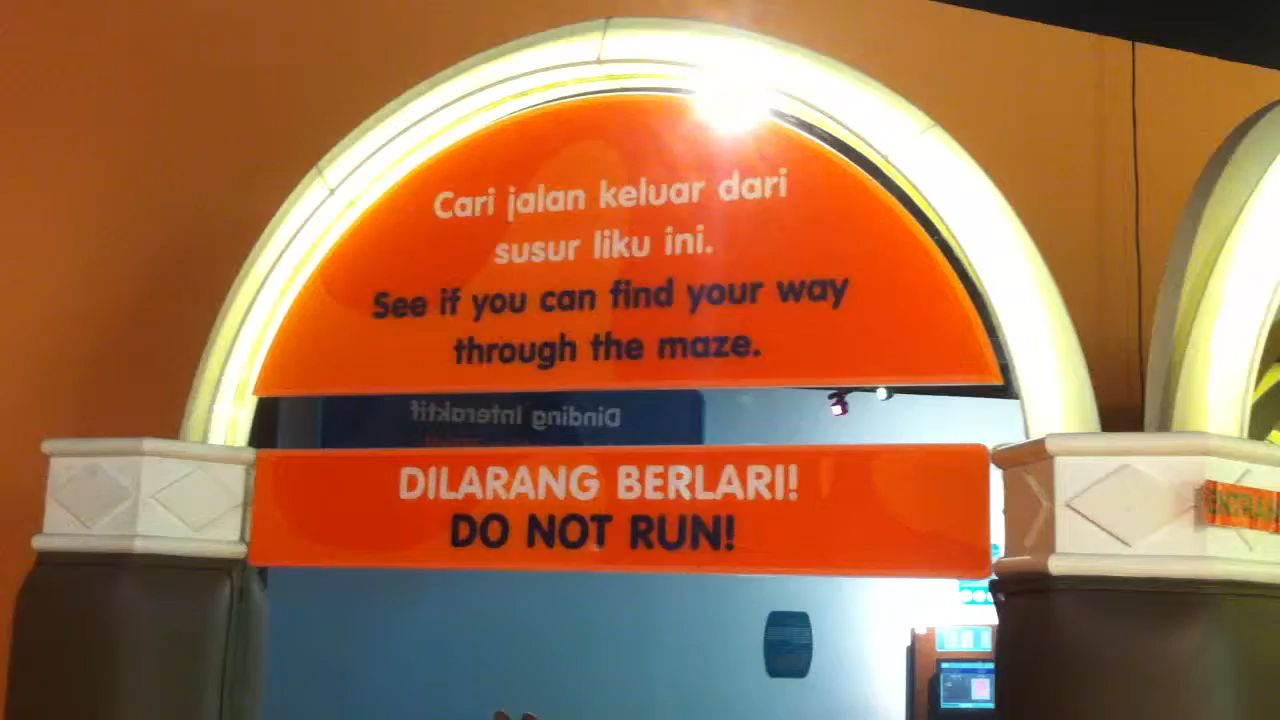 Cari jalan keluar dari
susur liku ini.
See if you can find your way
through the maze.
Dinding Interaktif
DILARANG BERLARI!
DO NOT RUN!